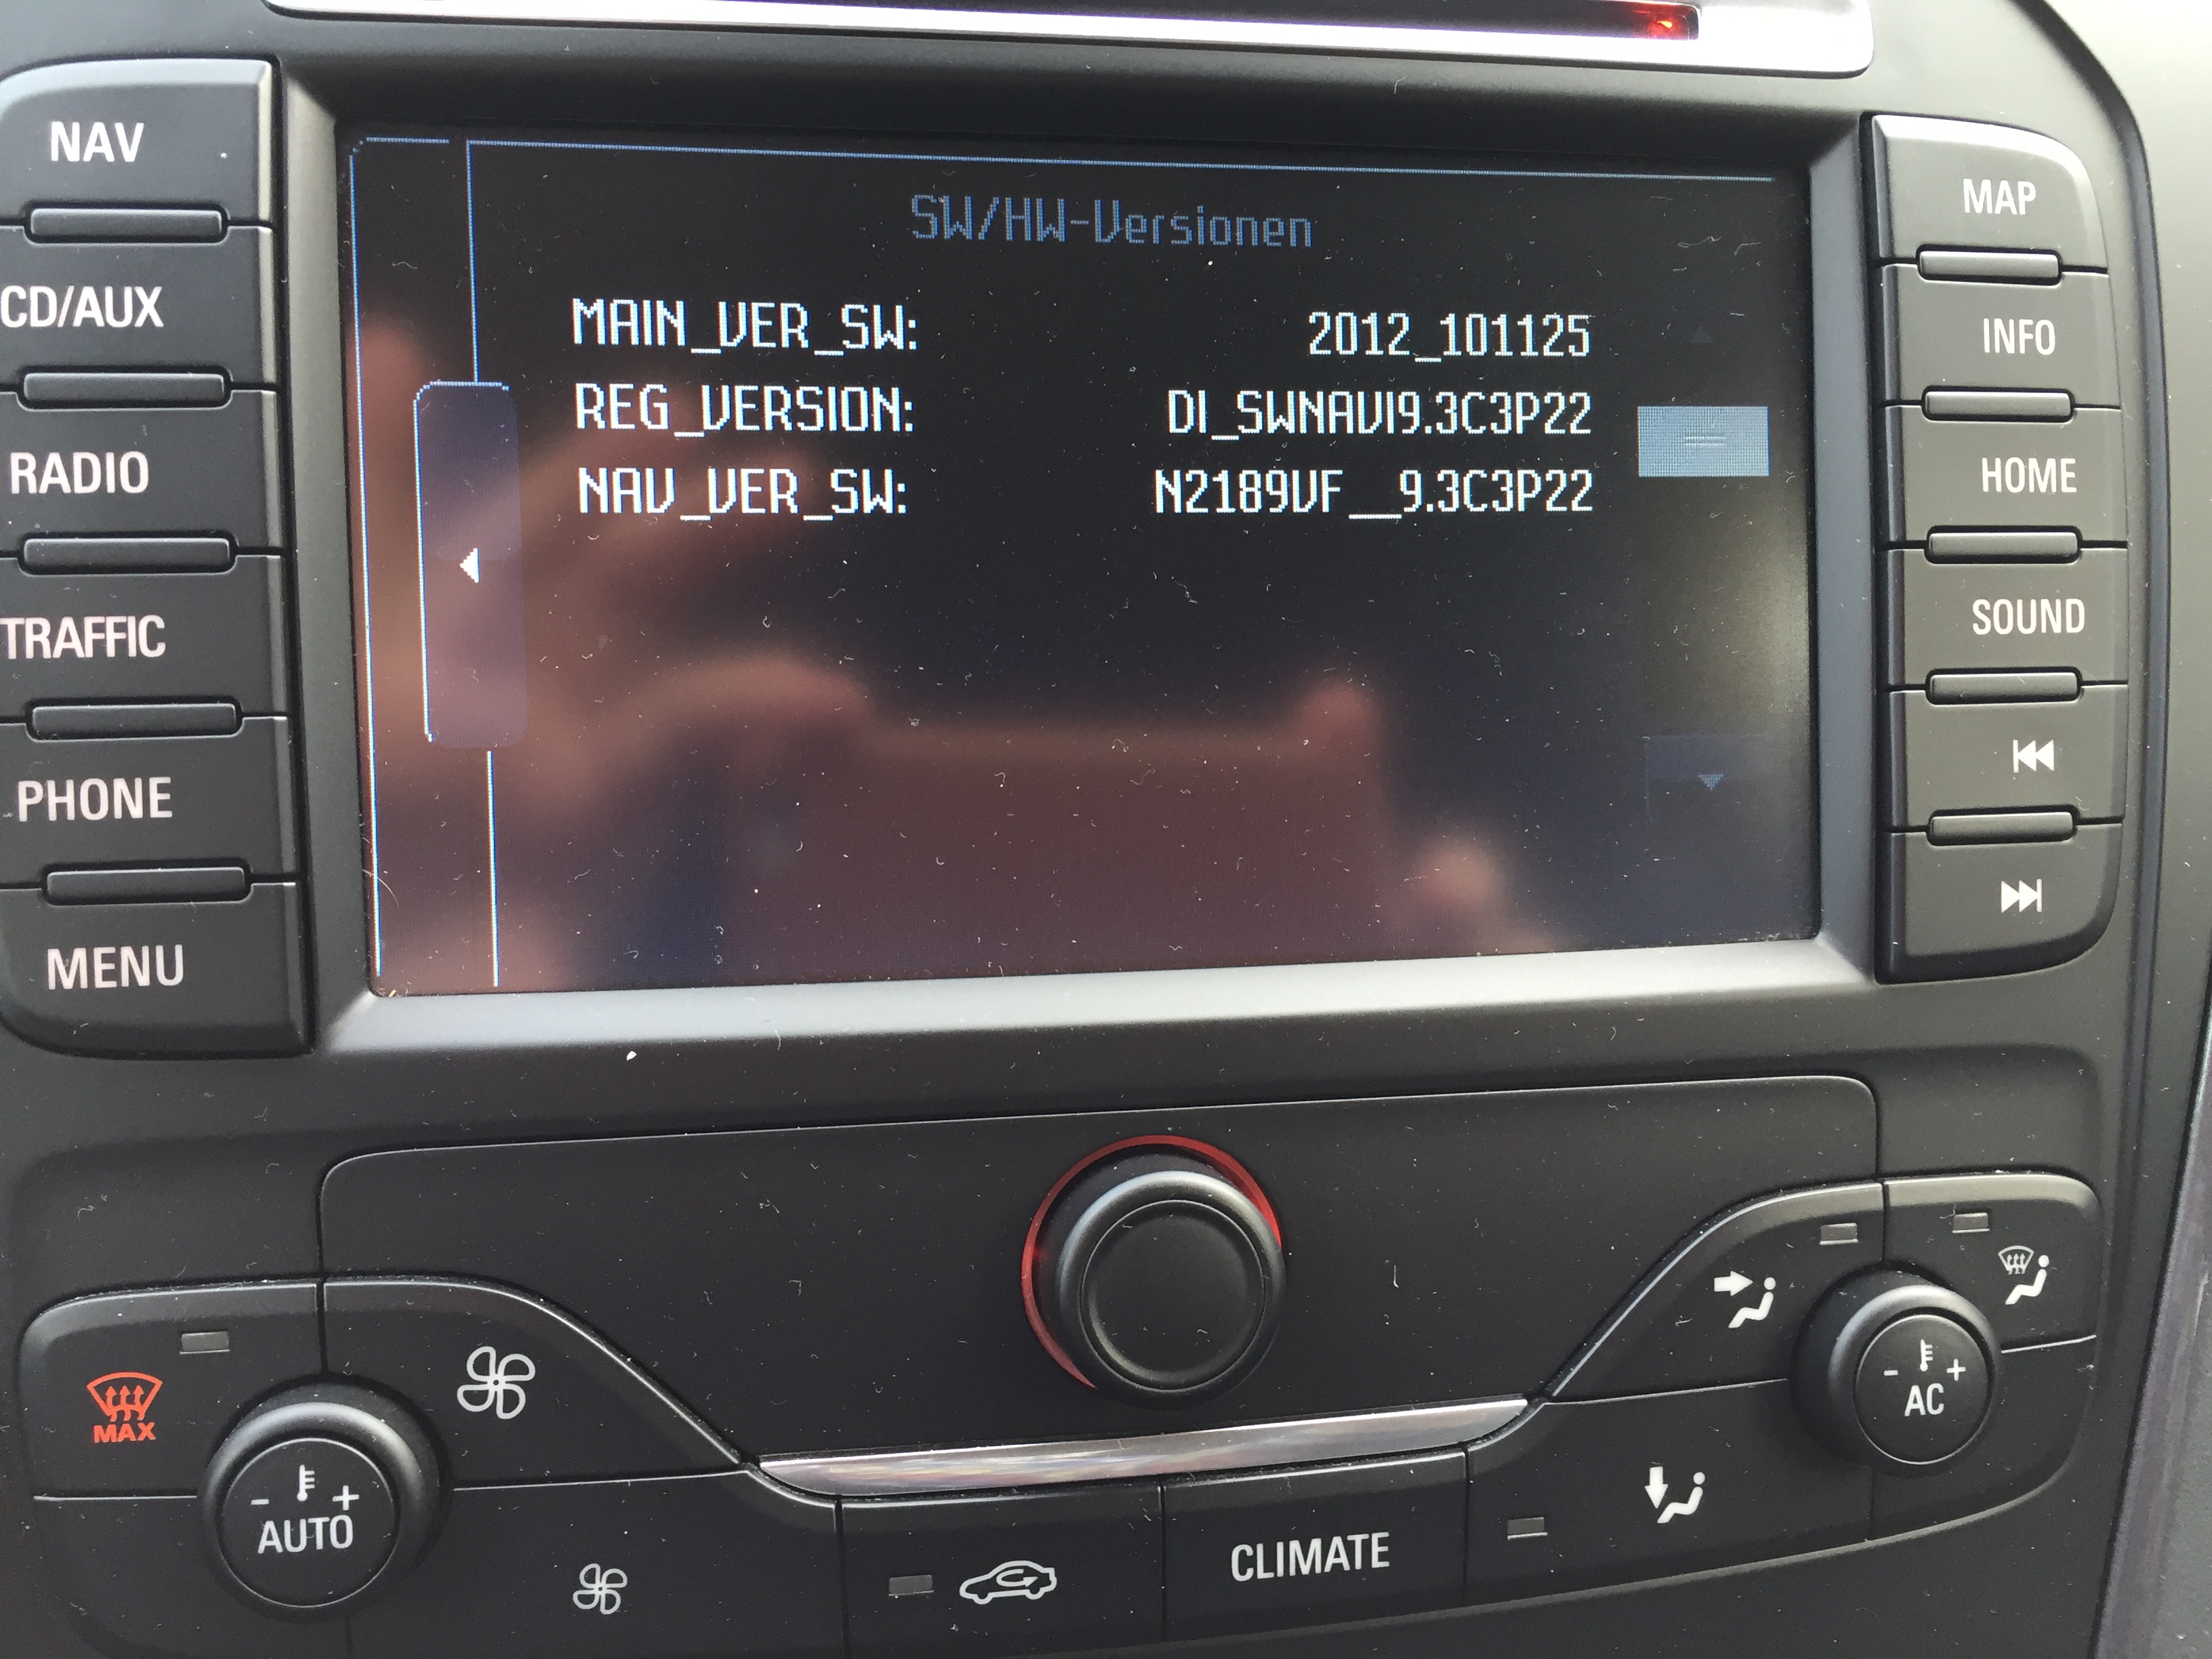 NAV
CD/AUX
RADIO
TRAFFIC
PHONE
MENU
SW/HW-Versionen
MAIN_VER_SW: 2012_101125
REG_VERSION: DI_SWNAVI9.3C3P22
NAV_VER_SW: N2189VF__9.3C3P22
MAP
INFO
HOME
SOUND
MAX
- +
AUTO
CLIMATE
- +
AC